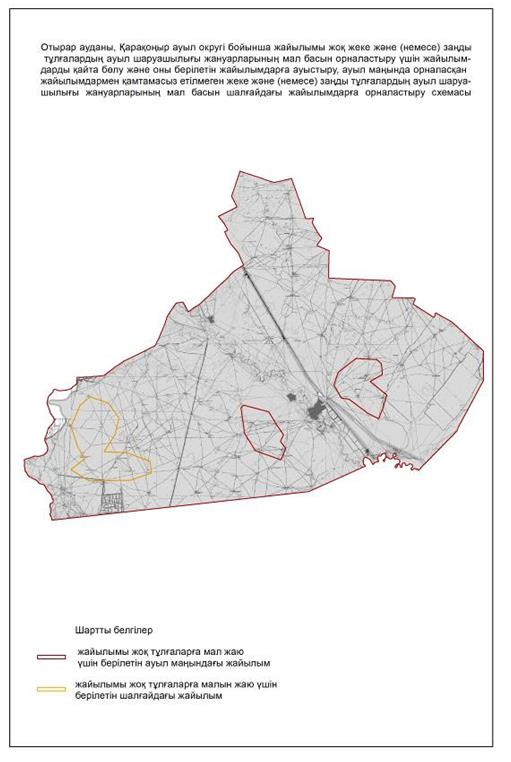 Отырар ауданы, Қарақоңыр ауыл округі бойынша жайылымы жоқ жеке және (немесе) заңды
тұлғалардың ауыл шаруашылығы жануарларының мал басын орналастыру үшін жайылым-
дарды қайта бөлу және оны берілетін жайылымдарға ауыстыру, ауыл маңында орналасқан
жайылымдармен қамтамасыз етілмеген жеке және (немесе) заңды тұлғалардың ауыл шаруа-
шылығы жануарларының мал басын шалғайдағы жайылымдарға орналастыру схемасы
Шартты белгілер
жайылымы жоқ тұлғаларға мал жаю
үшін берілетін ауыл маңындағы жайылым
жайылымы жоқ тұлғаларға малын жаю үшін
берілетін шалғайдағы жайылым